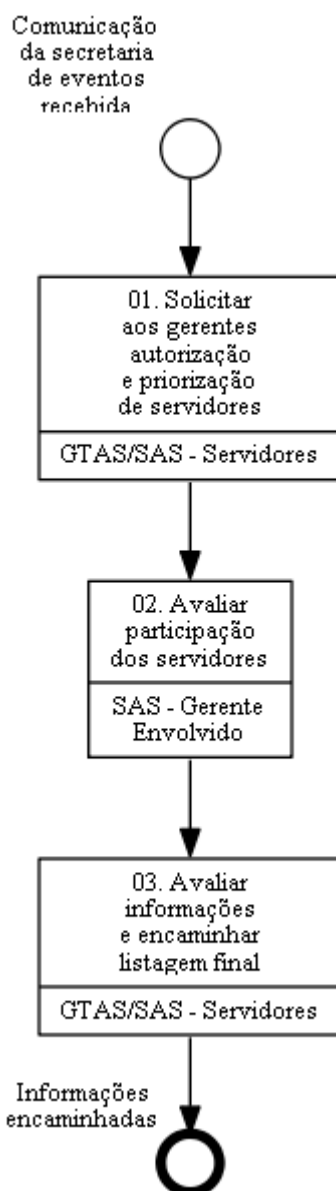 Comunicação
da secretaria
de eventos
recebida
01. Solicitar
aos gerentes
autorização
e priorização
de servidores
GTAS/SAS - Servidores
02. Avaliar
participação
dos servidores
SAS - Gerente
Envolvido
03. Avaliar
informações
e encaminhar
listagem final
GTAS/SAS - Servidores
Informações
encaminhadas